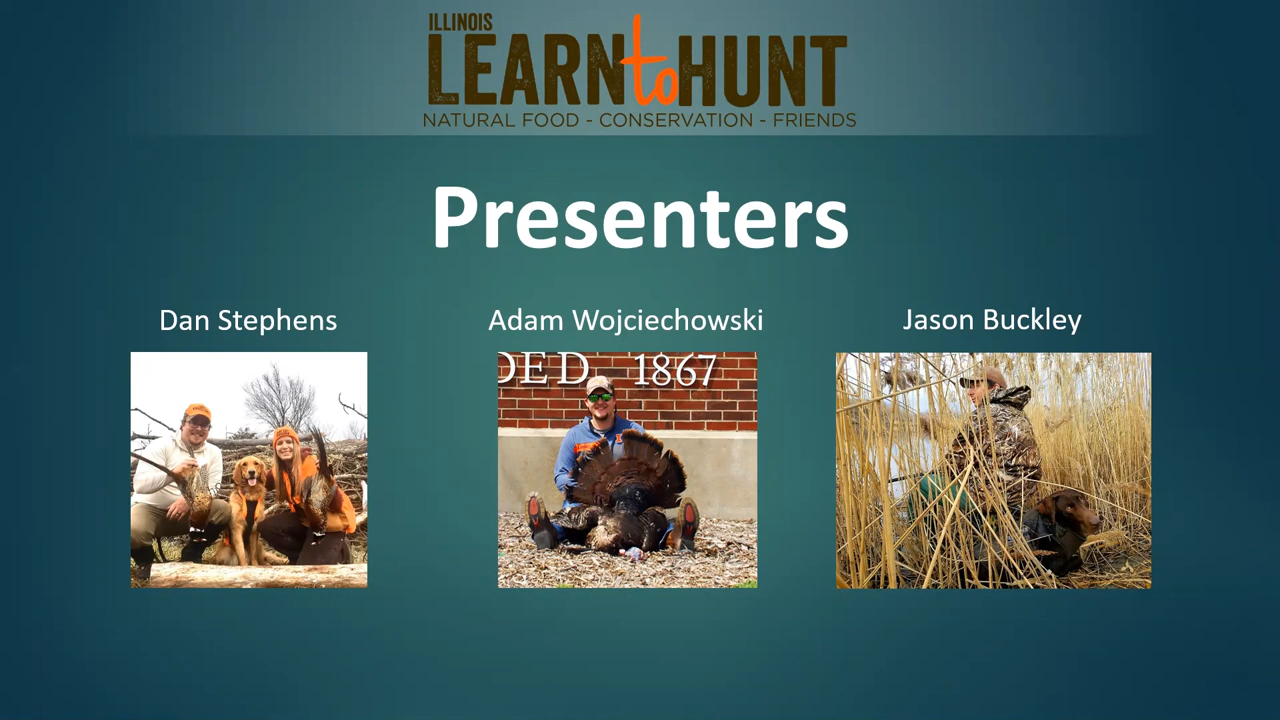 ILLINOIS
LEARN to HUNT
NATURAL FOOD - CONSERVATION - FRIENDS
Presenters
Dan Stephens
Adam Wojciechowski
Jason Buckley
DED 1867